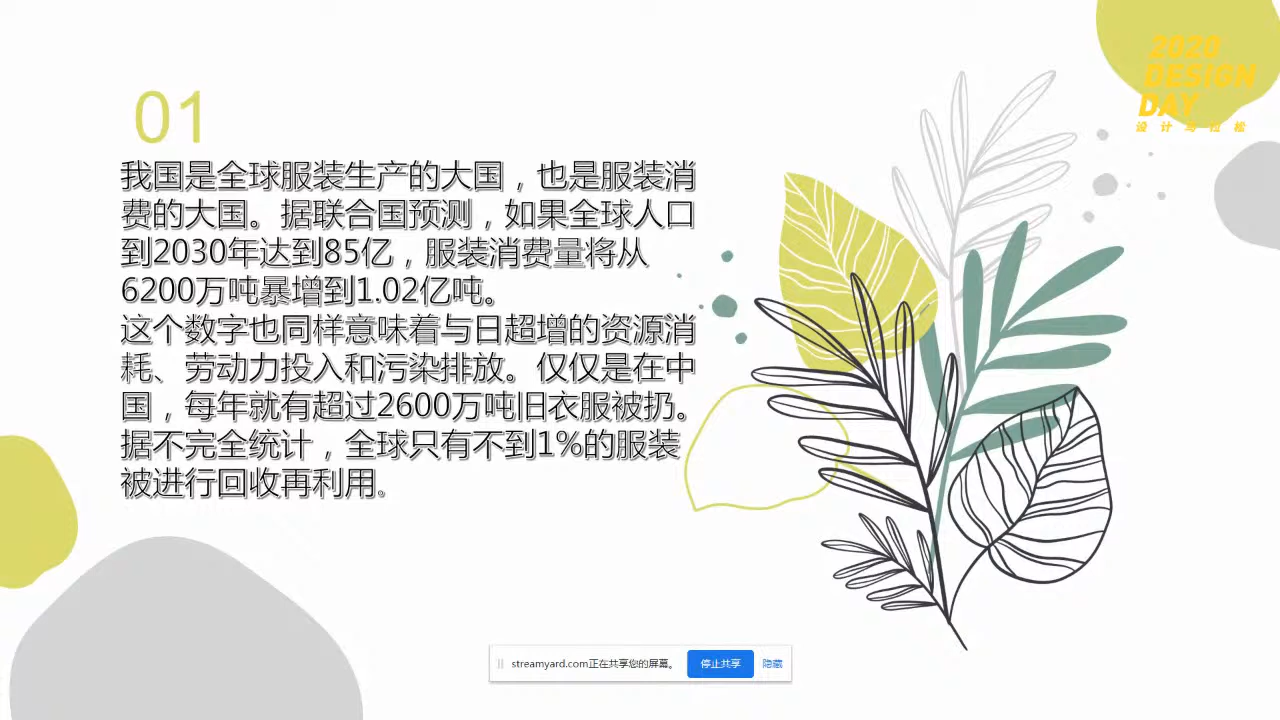 2020
DESIGN
DAY
01
我国是全球服装生产的大国，也是服装消
费的大国。据联合国预测，如果全球人口
到2030年达到85亿，服装消费量将从
6200万吨暴增到1.02亿吨。
这个数字也同样意味着与日超增的资源消
耗、劳动力投入和污染排放。仅仅是在中
国，每年就有超过2600万吨旧衣服被扔。
据不完全统计，全球只有不到1%的服装
被进行回收再利用。
streamyard.com正在共享您的屏幕。
停止共享
隐藏